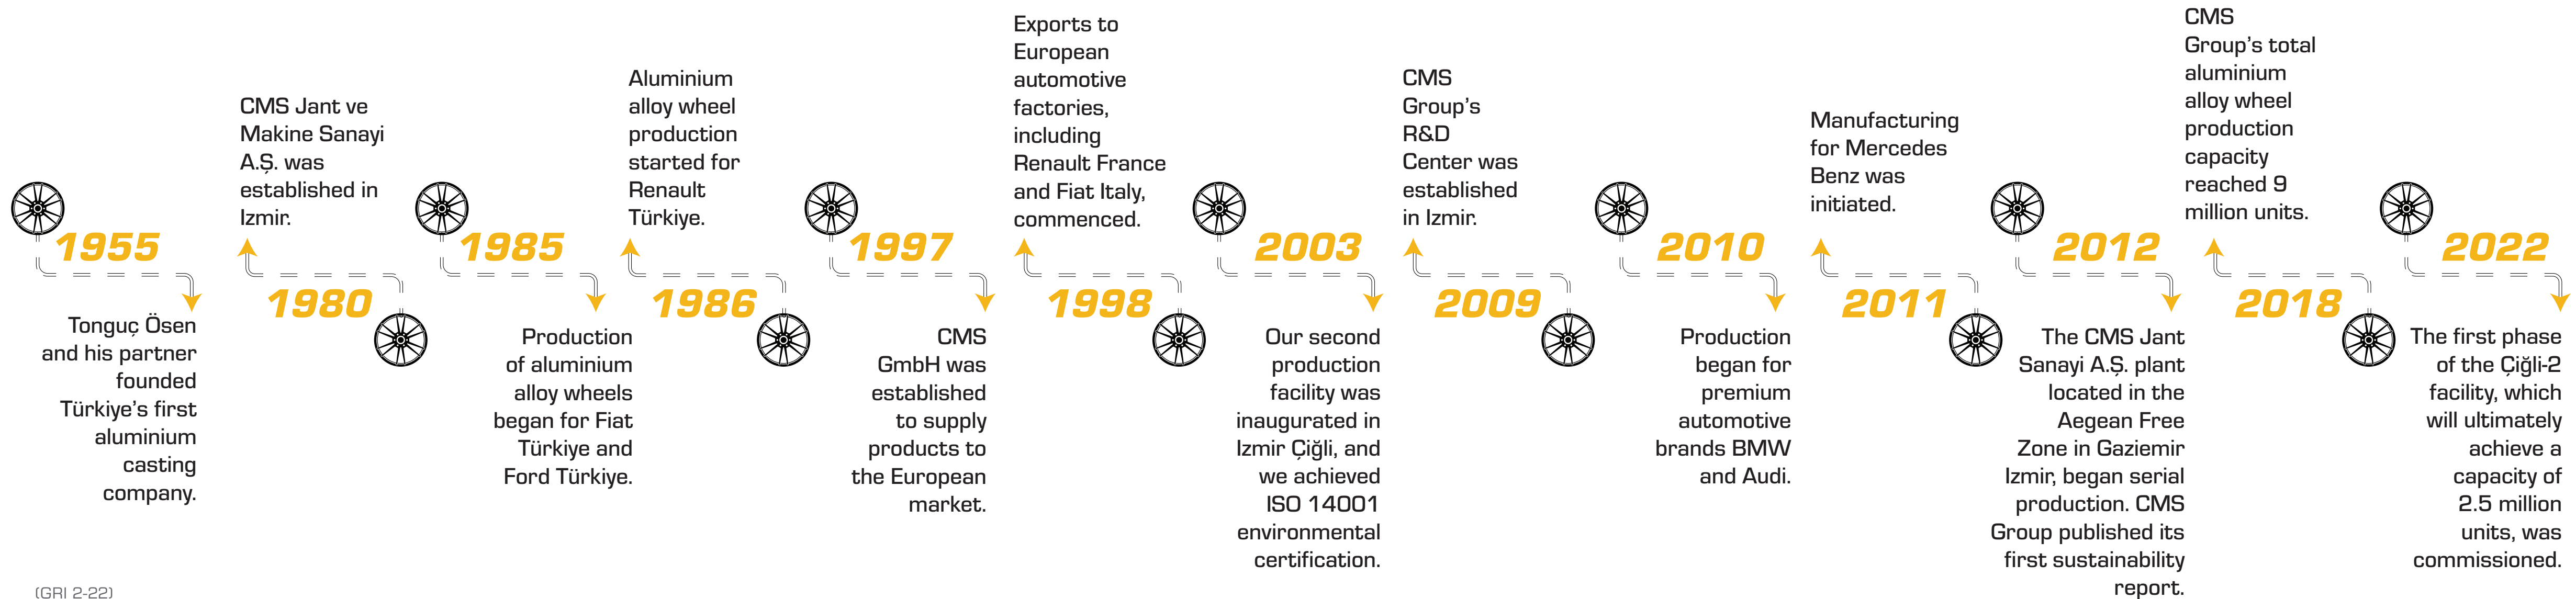 1955
Tonguç Ösen
and his partner
founded
Türkiye's first
aluminium
casting
company.
CMS Jant ve
Makine Sanayi
A.Ş. was
established in
Izmir.
1980
1985
Production
of aluminium
alloy wheels
began for Fiat
Türkiye and
Ford Türkiye.
Aluminium
alloy wheel
production
started for
Renault
Türkiye.
1986
1997
CMS
GmbH was
established
to supply
products to
the European
market.
Exports to
European
automotive
factories,
including
Renault France
and Fiat Italy,
commenced.
1998
2003
Our second
production
facility was
inaugurated in
Izmir Çiğli, and
we achieved
ISO 14001
environmental
certification.
CMS
Group's
R&D
Center was
established
in Izmir.
2009
2010
Production
began for
premium
automotive
brands BMW
and Audi.
Manufacturing
for Mercedes
Benz was
initiated.
2011
2012
The CMS Jant
Sanayi A.Ş. plant
located in the
Aegean Free
Zone in Gaziemir
Izmir, began serial
production. CMS
Group published its
first sustainability
report.
CMS
Group's total
aluminium
alloy wheel
production
capacity
reached 9
million units.
2018
2022
The first phase
of the Çiğli-2
facility, which
will ultimately
achieve a
capacity of
2.5 million
units, was
commissioned.
(GRI 2-22)